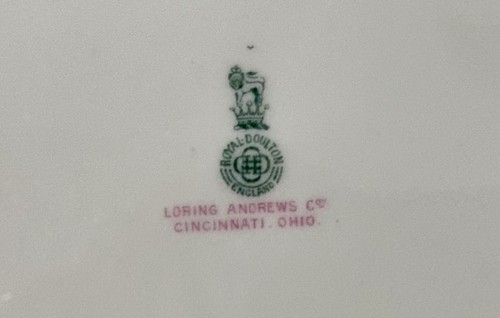 ROYAL·DOULTON
ENGLAND
LORING ANDREWS Co
CINCINNATI. OHIO.